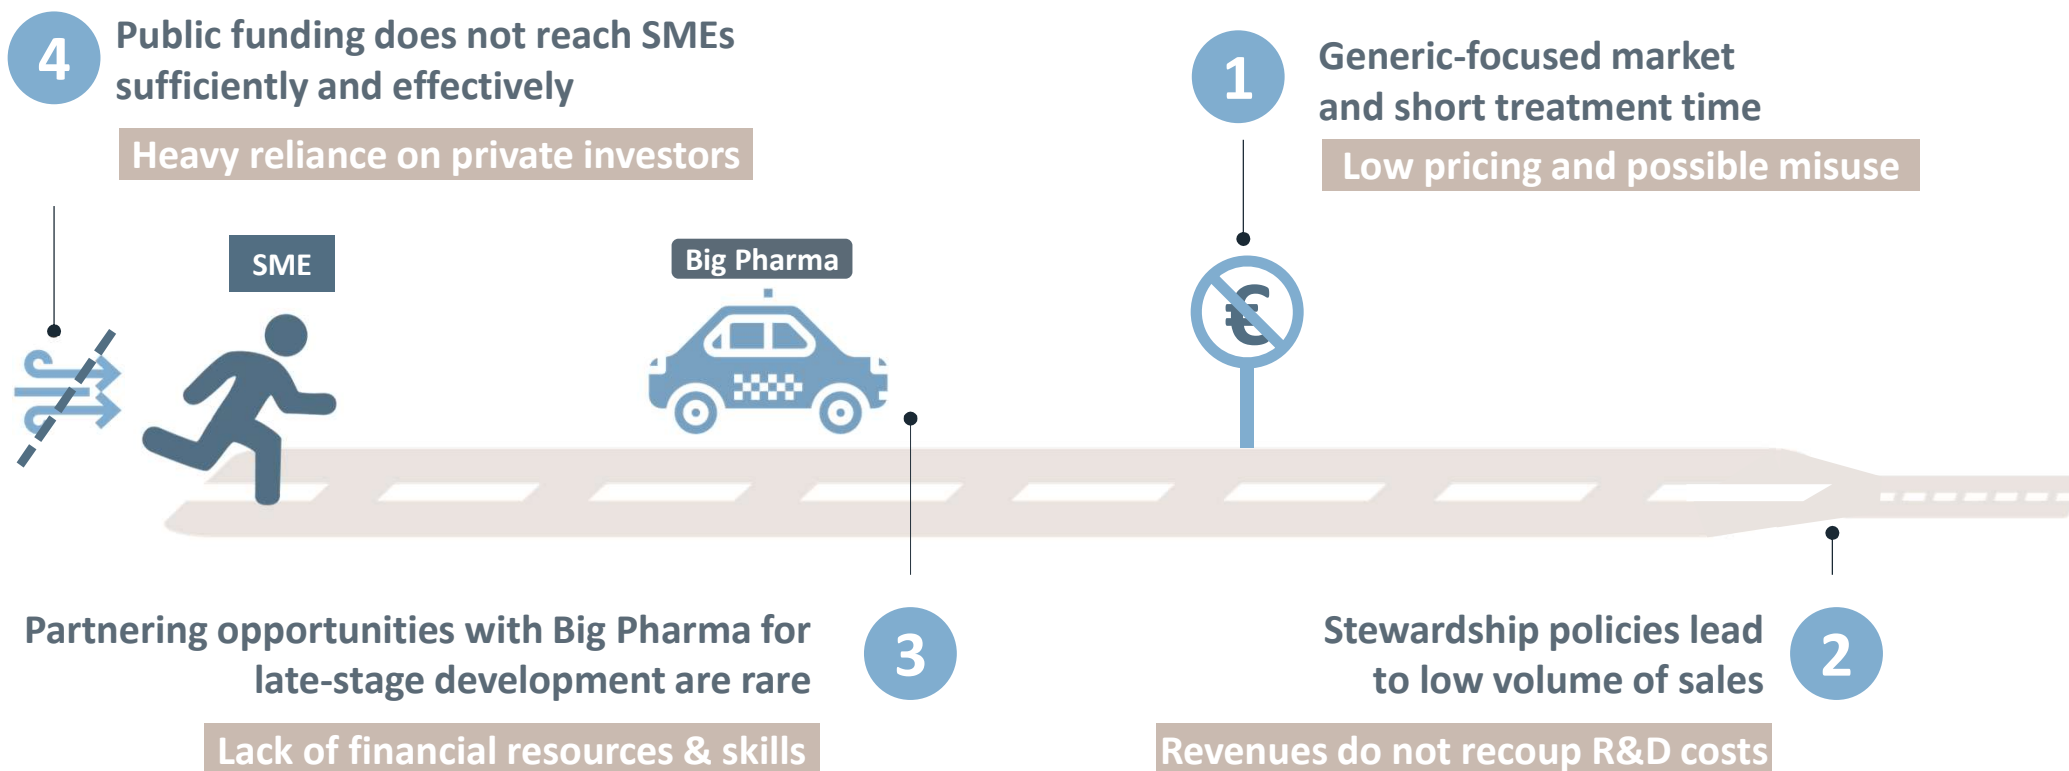 4
Public funding does not reach SMEs
sufficiently and effectively
Heavy reliance on private investors
1
Generic-focused market
and short treatment time
Low pricing and possible misuse
SME
Big Pharma
€
Partnering opportunities with Big Pharma for
late-stage development are rare
3
Lack of financial resources & skills
Stewardship policies lead
to low volume of sales
2
Revenues do not recoup R&D costs